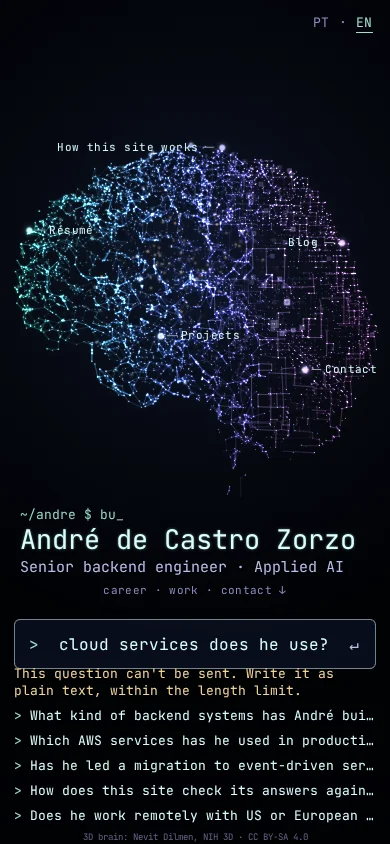 PT · EN
How this site works
Résumé
Blog
Projects
Contact
~/andre $ bu_
André de Castro Zorzo
Senior backend engineer · Applied AI
career · work · contact ↓
> cloud services does he use? ↵
This question can't be sent. Write it as
plain text, within the length limit.
> What kind of backend systems has André bui…
> Which AWS services has he used in producti…
> Has he led a migration to event-driven ser…
> How does this site check its answers again…
> Does he work remotely with US or European …
3D brain: Nevit Dilmen, NIH 3D · CC BY-SA 4.0